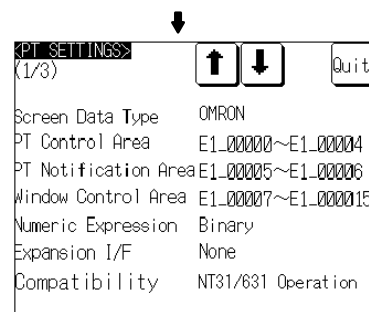 <PT SETTINGS>
(1/3)
Quit
Screen Data Type OMRON
PT Control Area E1_00000~E1_00004
PT Notification Area E1_00005~E1_00006
Window Control Area E1_00007~E1_000015
Numeric Expression Binary
Expansion I/F None
Compatibility NT31/631 Operation